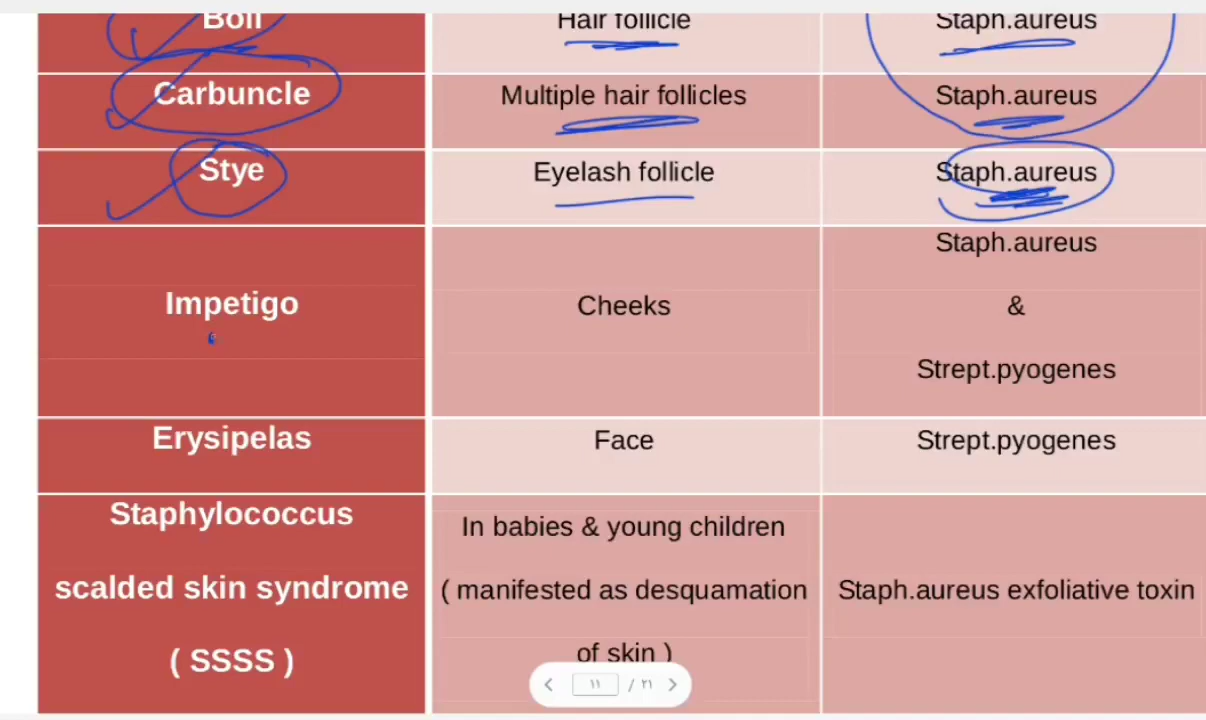 Boil Hair follicle Staph.aureus
Carbuncle Multiple hair follicles Staph.aureus
Stye Eyelash follicle Staph.aureus
Impetigo Cheeks Staph.aureus
&
Strept.pyogenes
Erysipelas Face Strept.pyogenes
Staphylococcus
scalded skin syndrome
( SSSS )
In babies & young children
( manifested as desquamation
of skin )
Staph.aureus exfoliative toxin
١١ / ٢١